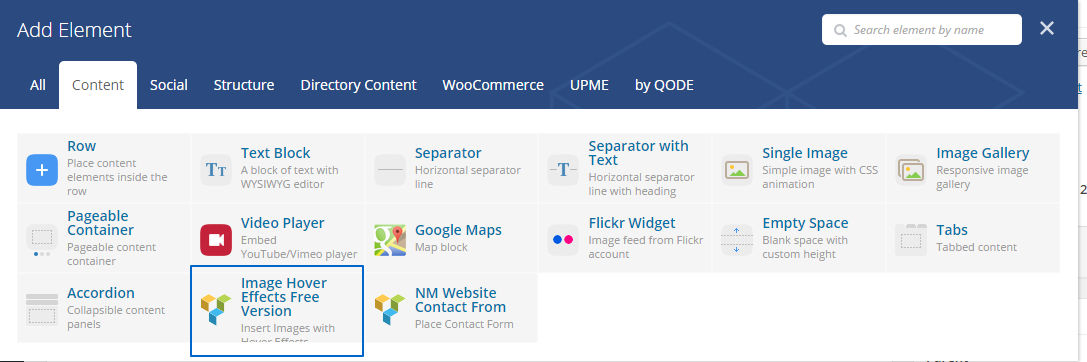 Add Element
Search element by name
All
Content
Social
Structure
Directory Content
WooCommerce
UPME
by QODE
Row
Place content
elements inside the
row
Text Block
A block of text with
WYSIWYG editor
Separator
Horizontal separator
line
Separator with
Text
Horizontal separator
line with heading
Single Image
Simple image with CSS
animation
Image Gallery
Responsive image
gallery
Pageable
Container
Pageable content
container
Video Player
Embed
YouTube/Vimeo player
Google Maps
Map block
Flickr Widget
Image feed from Flickr
account
Empty Space
Blank space with
custom height
Tabs
Tabbed content
Accordion
Collapsible content
panels
Image Hover
Effects Free
Version
Insert Images with
Hover Effects
NM Website
Contact From
Place Contact Form